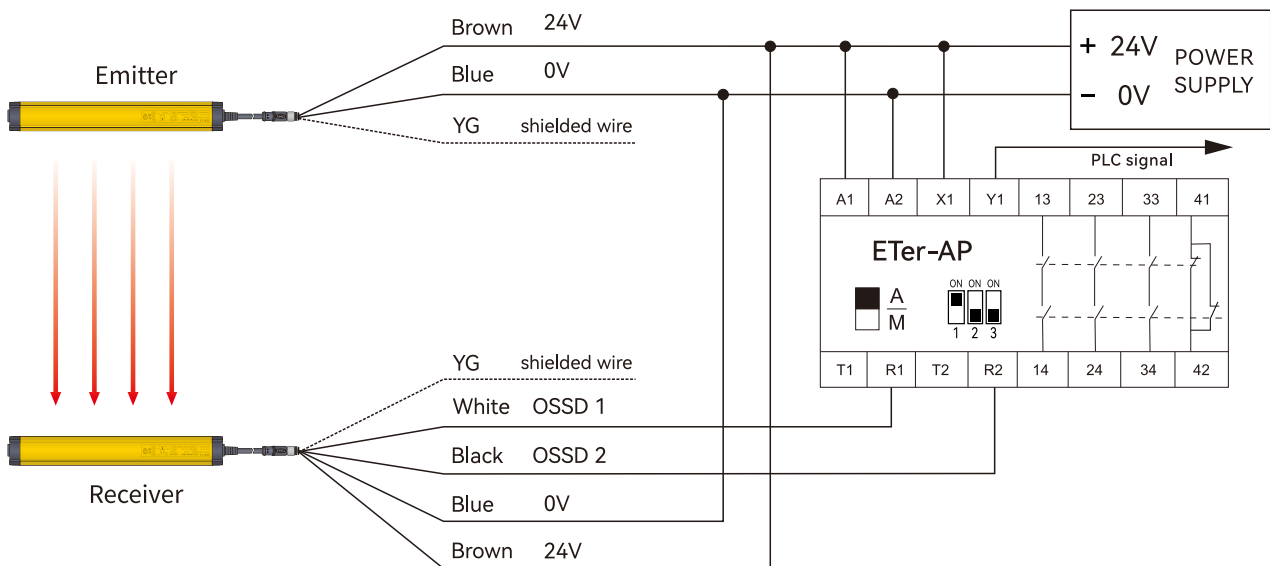 Brown 24V
Emitter
Blue 0V
YG shielded wire
+ 24V
- 0V
POWER
SUPPLY
PLC signal
A1 A2 X1 Y1 13 23 33 41
ETer-AP
A
M
ON ON ON
1 2 3
T1 R1 T2 R2 14 24 34 42
YG shielded wire
White OSSD 1
Black OSSD 2
Receiver
Blue 0V
Brown 24V